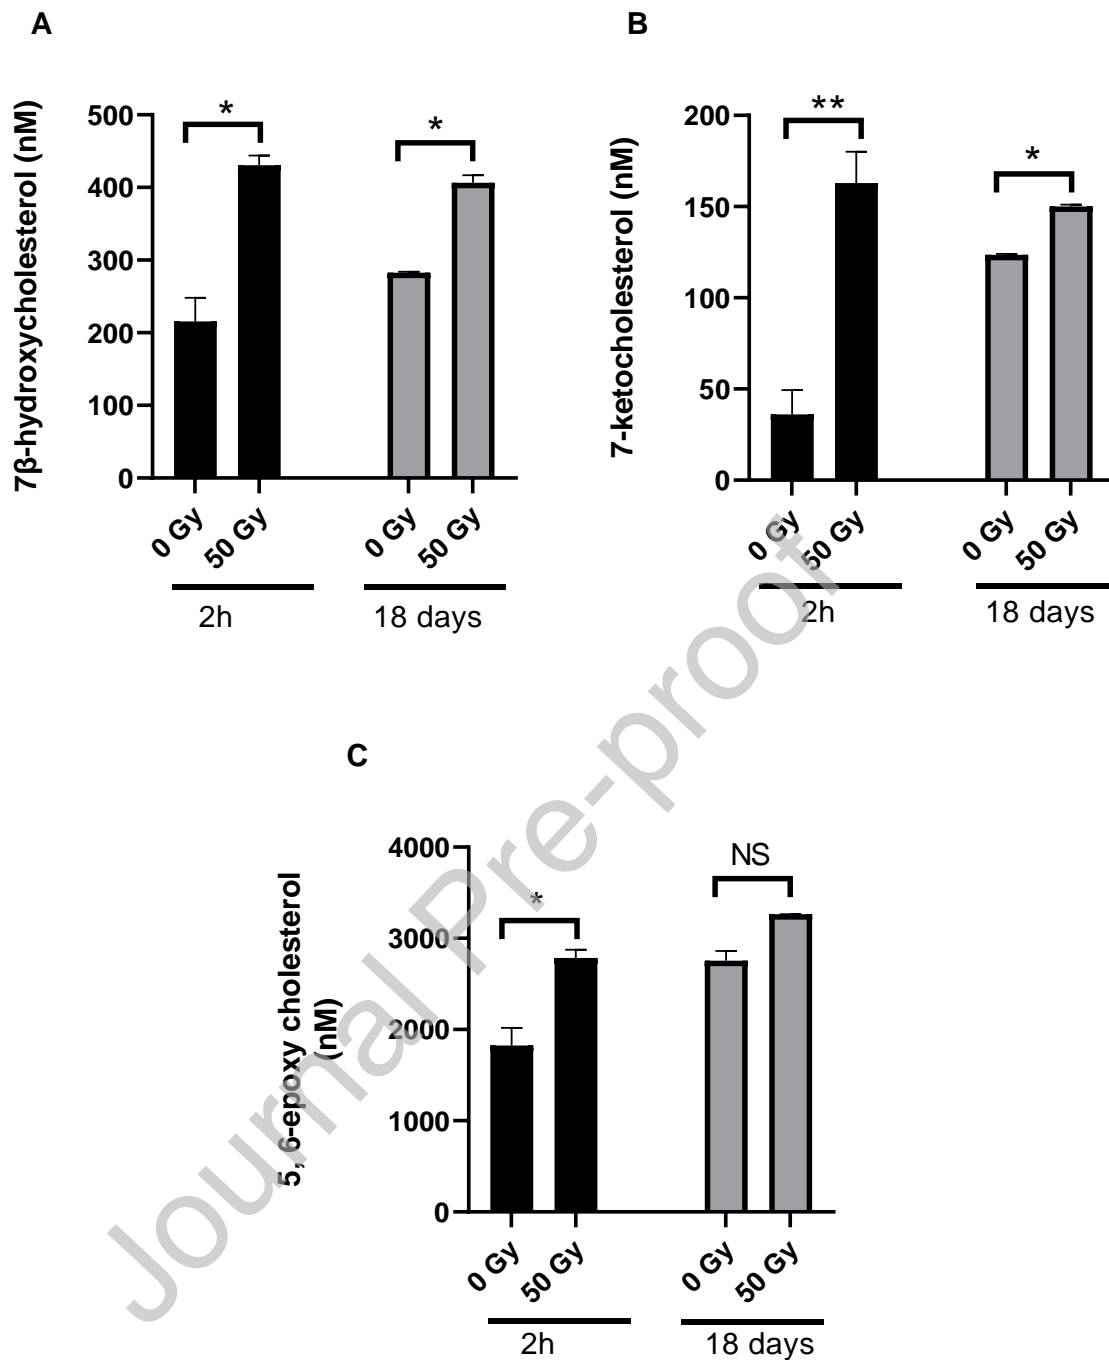 A
7β-hydroxycholesterol (nM)
500
400
300
200
100
0
*
*
0 Gy
50 Gy
0 Gy
50 Gy
2h
18 days
B
7-ketocholesterol (nM)
200
150
100
50
0
**
*
0 Gy
50 Gy
0 Gy
50 Gy
2h
18 days
C
5, 6-epoxy cholesterol
(nM)
4000
3000
2000
1000
0
*
NS
0 Gy
50 Gy
0 Gy
50 Gy
2h
18 days
Journal Pre-proof